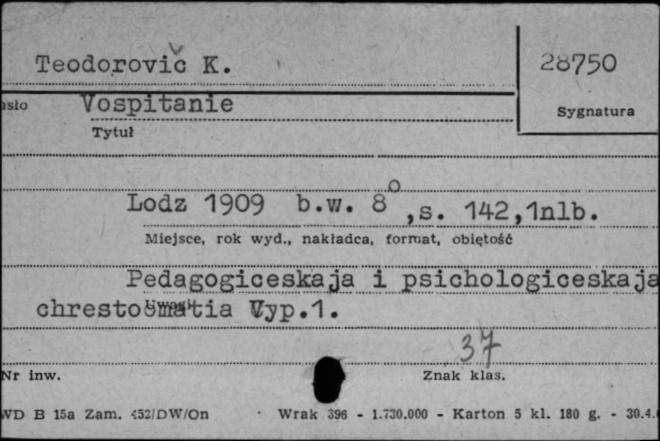 Teodorovič K.
28750
Vospitanie
Sygnatura
Tytuł
Lodz 1909 b.w. 8°, s. 142,1nlb.
Miejsce, rok wyd., nakładca, format, objętość
Pedagogiceskaja i psichologiceskaja
chrestomatia Vyp.1.
37
Nr inw.
Znak klas.
WD B 15a Zam. 452/DW/On Wrak 396 - 1.730.000 - Karton 5 kl. 180 g. - 30.4.